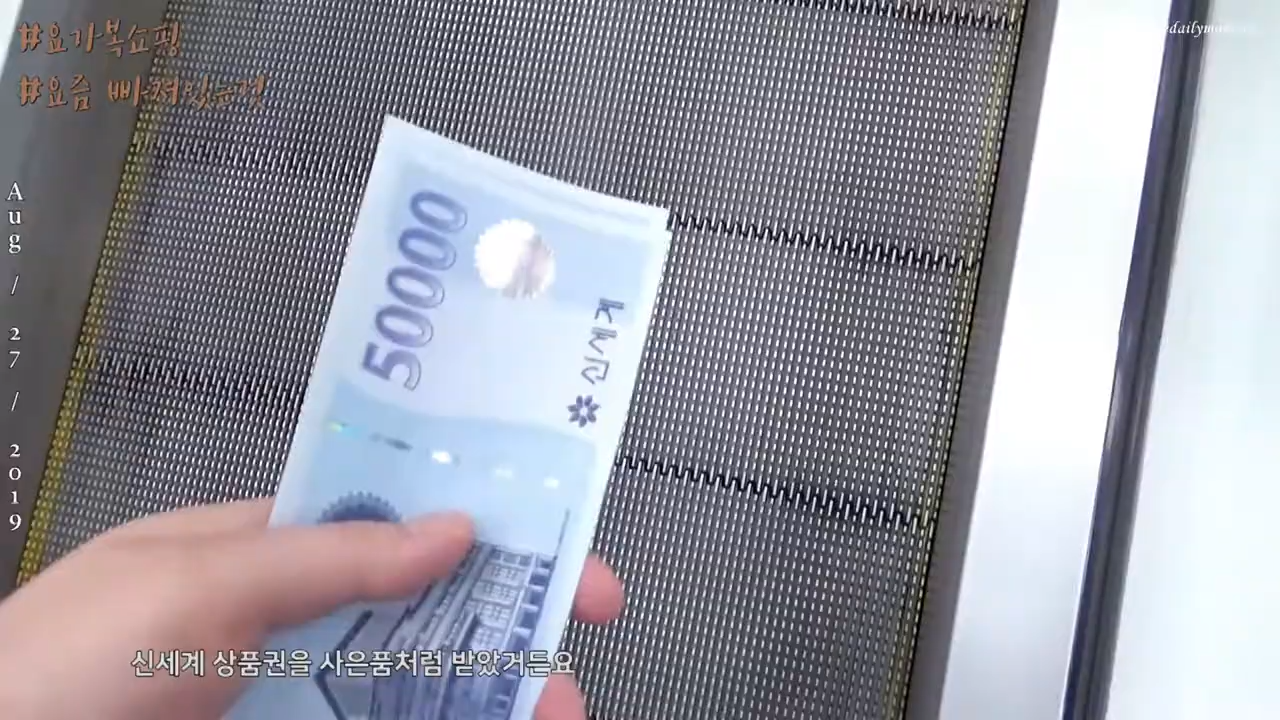 #요가복쇼핑
#요즘 빠져있는것
Aug / 27 / 2019
50000
신세계
신세계 상품권을 사은품처럼 받았거든요